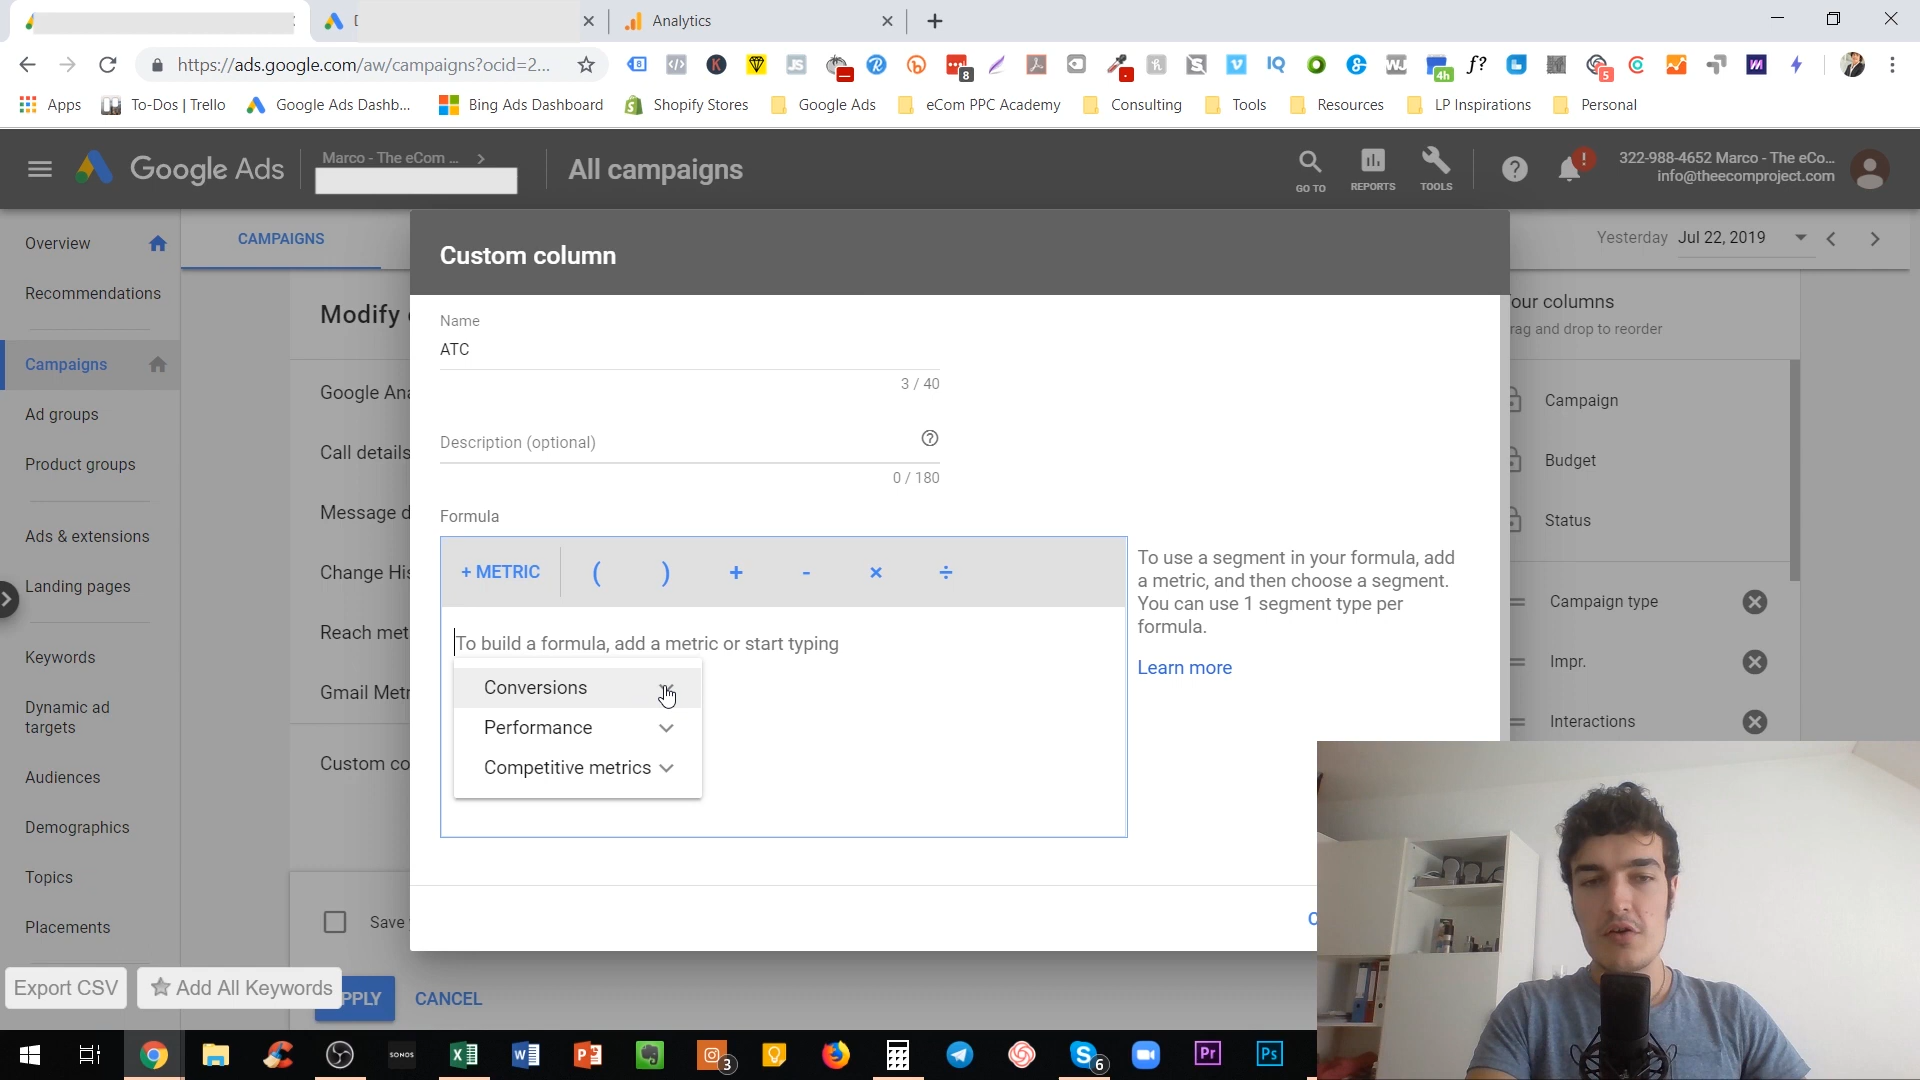 Analytics
https://ads.google.com/aw/campaigns?ocid=2...
Apps
To-Dos | Trello
Google Ads Dashb...
Bing Ads Dashboard
Shopify Stores
Google Ads
eCom PPC Academy
Consulting
Tools
Resources
LP Inspirations
Personal
Google Ads
Marco - The eCom ...
All campaigns
GO TO
REPORTS
TOOLS
322-988-4652 Marco - The eCo...
info@theecomproject.com
Overview
Recommendations
Campaigns
Ad groups
Product groups
Ads & extensions
Landing pages
Keywords
Dynamic ad
targets
Audiences
Demographics
Topics
Placements
CAMPAIGNS
Yesterday Jul 22, 2019
Modify
Google Ana
Call details
Message d
Change His
Reach met
Gmail Metr
Custom co
Save
Custom column
Name
ATC
3 / 40
Description (optional)
0 / 180
Formula
+ METRIC ( ) + - × ÷
To build a formula, add a metric or start typing
Conversions
Performance
Competitive metrics
To use a segment in your formula, add
a metric, and then choose a segment.
You can use 1 segment type per
formula.
Learn more
our columns
rag and drop to reorder
Campaign
Budget
Status
Campaign type
Impr.
Interactions
Export CSV
Add All Keywords
PPLY
CANCEL
SONOS
3
6
Pr
Ps